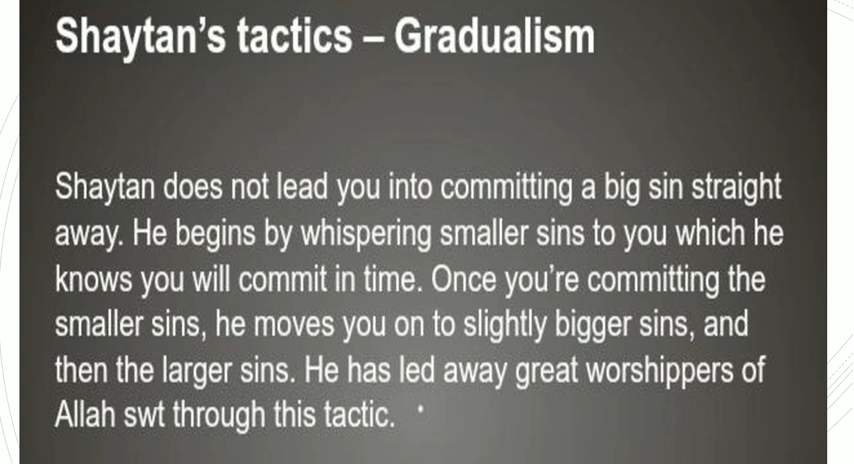 Shaytan’s tactics – Gradualism
Shaytan does not lead you into committing a big sin straight
away. He begins by whispering smaller sins to you which he
knows you will commit in time. Once you’re committing the
smaller sins, he moves you on to slightly bigger sins, and
then the larger sins. He has led away great worshippers of
Allah swt through this tactic.